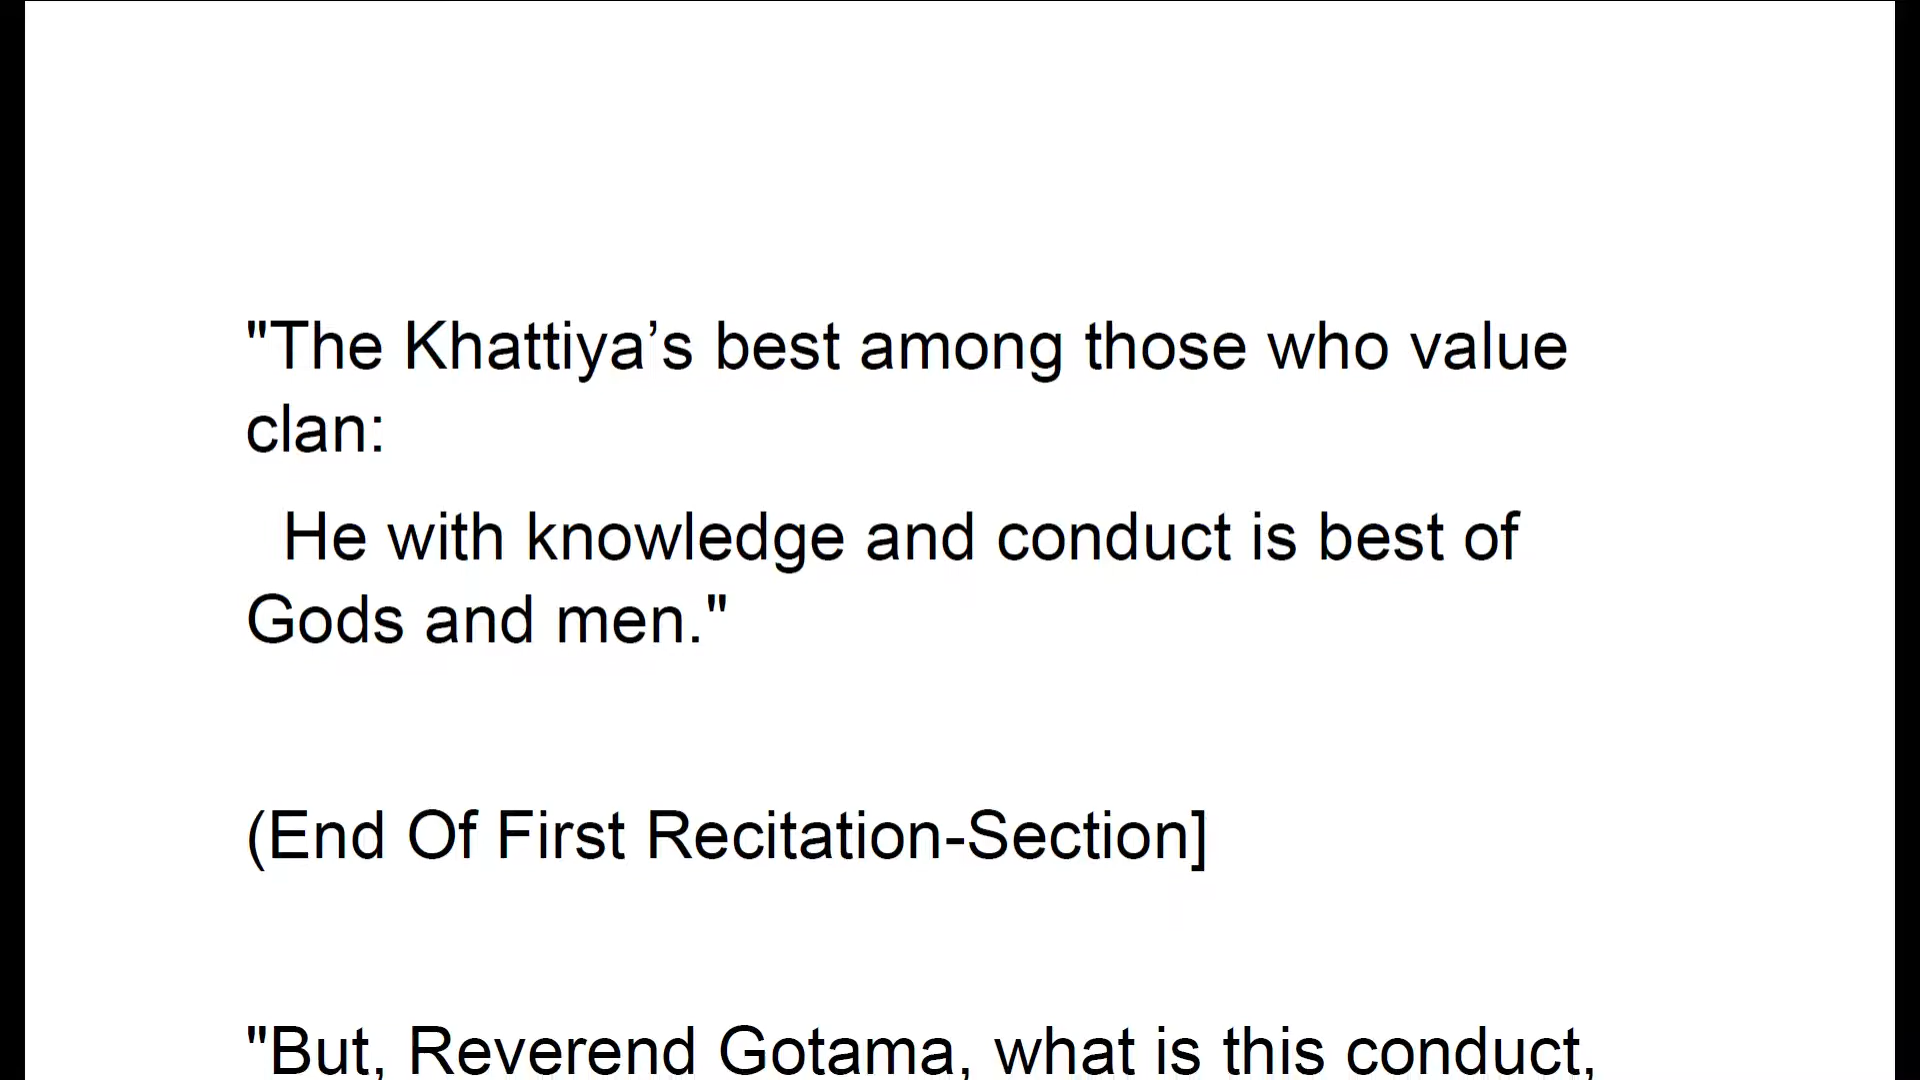 "The Khattiya’s best among those who value
clan:
He with knowledge and conduct is best of
Gods and men."
(End Of First Recitation-Section]
"But, Reverend Gotama, what is this conduct,